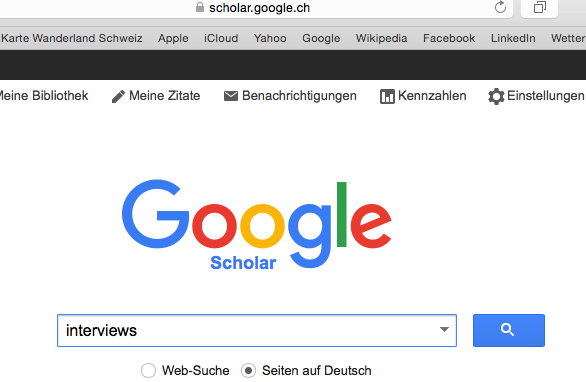 scholar.google.ch
Karte Wanderland Schweiz Apple iCloud Yahoo Google Wikipedia Facebook LinkedIn Wetter
Meine Bibliothek Meine Zitate Benachrichtigungen Kennzahlen Einstellungen
Google
Scholar
interviews
Web-Suche Seiten auf Deutsch